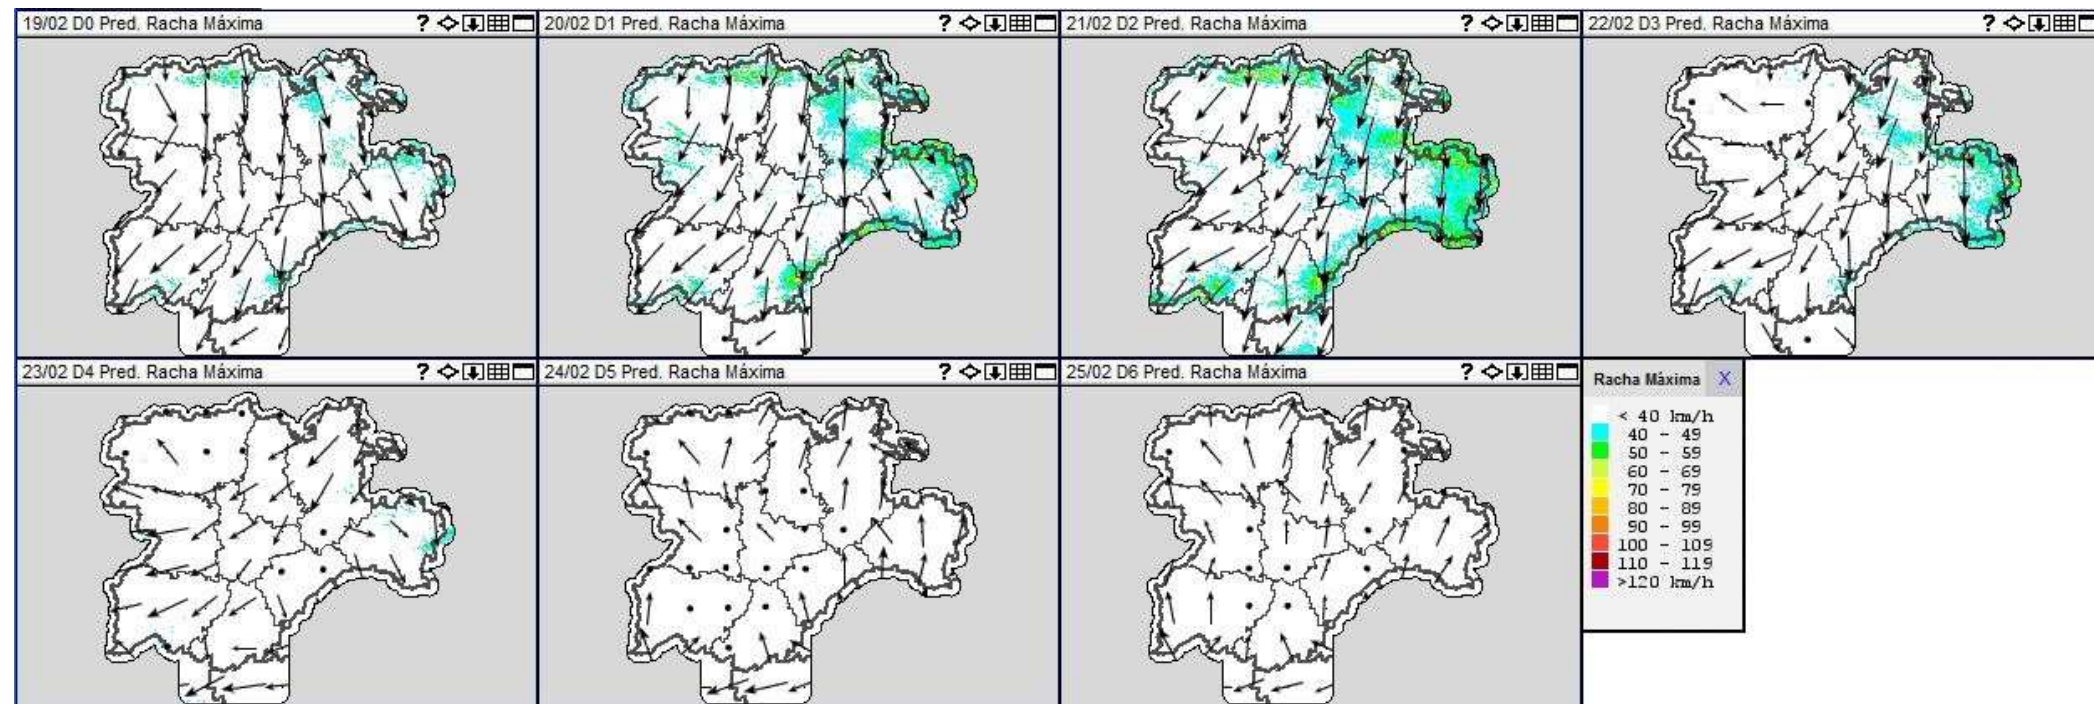 19/02 D0 Pred. Racha Máxima ?
20/02 D1 Pred. Racha Máxima ?
21/02 D2 Pred. Racha Máxima ?
22/02 D3 Pred. Racha Máxima ?
23/02 D4 Pred. Racha Máxima ?
24/02 D5 Pred. Racha Máxima ?
25/02 D6 Pred. Racha Máxima ?
Racha Máxima X
< 40 km/h
40 - 49
50 - 59
60 - 69
70 - 79
80 - 89
90 - 99
100 - 109
110 - 119
>120 km/h